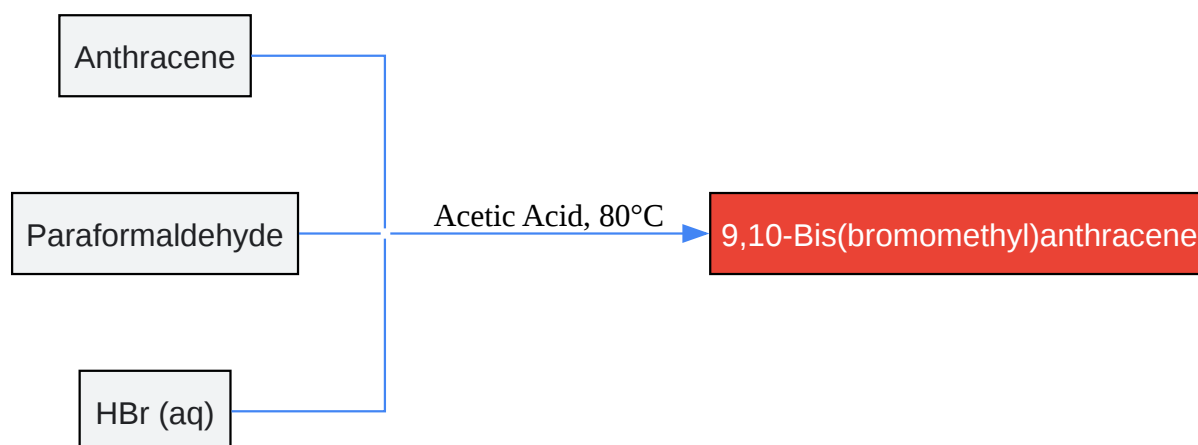 Anthracene
Paraformaldehyde
HBr (aq)
Acetic Acid, 80°C
9,10-Bis(bromomethyl)anthracene